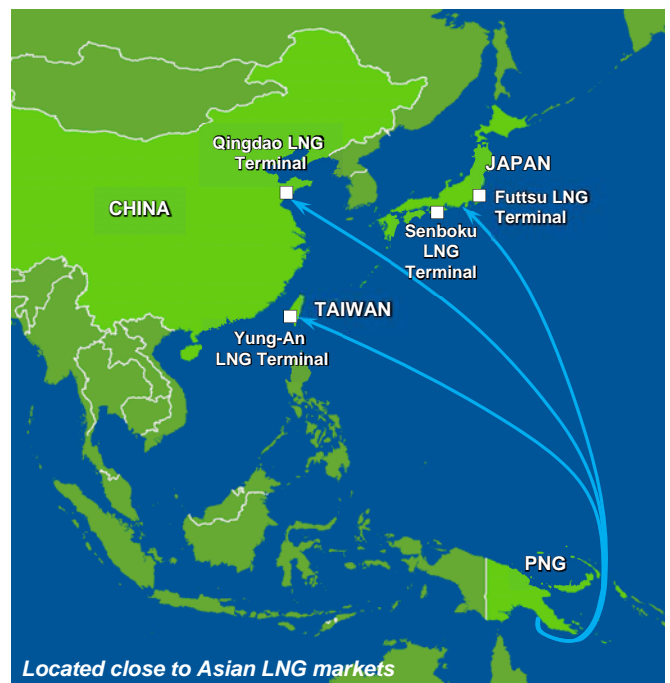 Qingdao LNG
Terminal
JAPAN
CHINA
Futtsu LNG
Terminal
Senboku
LNG
Terminal
TAIWAN
Yung-An
LNG Terminal
PNG
Located close to Asian LNG markets